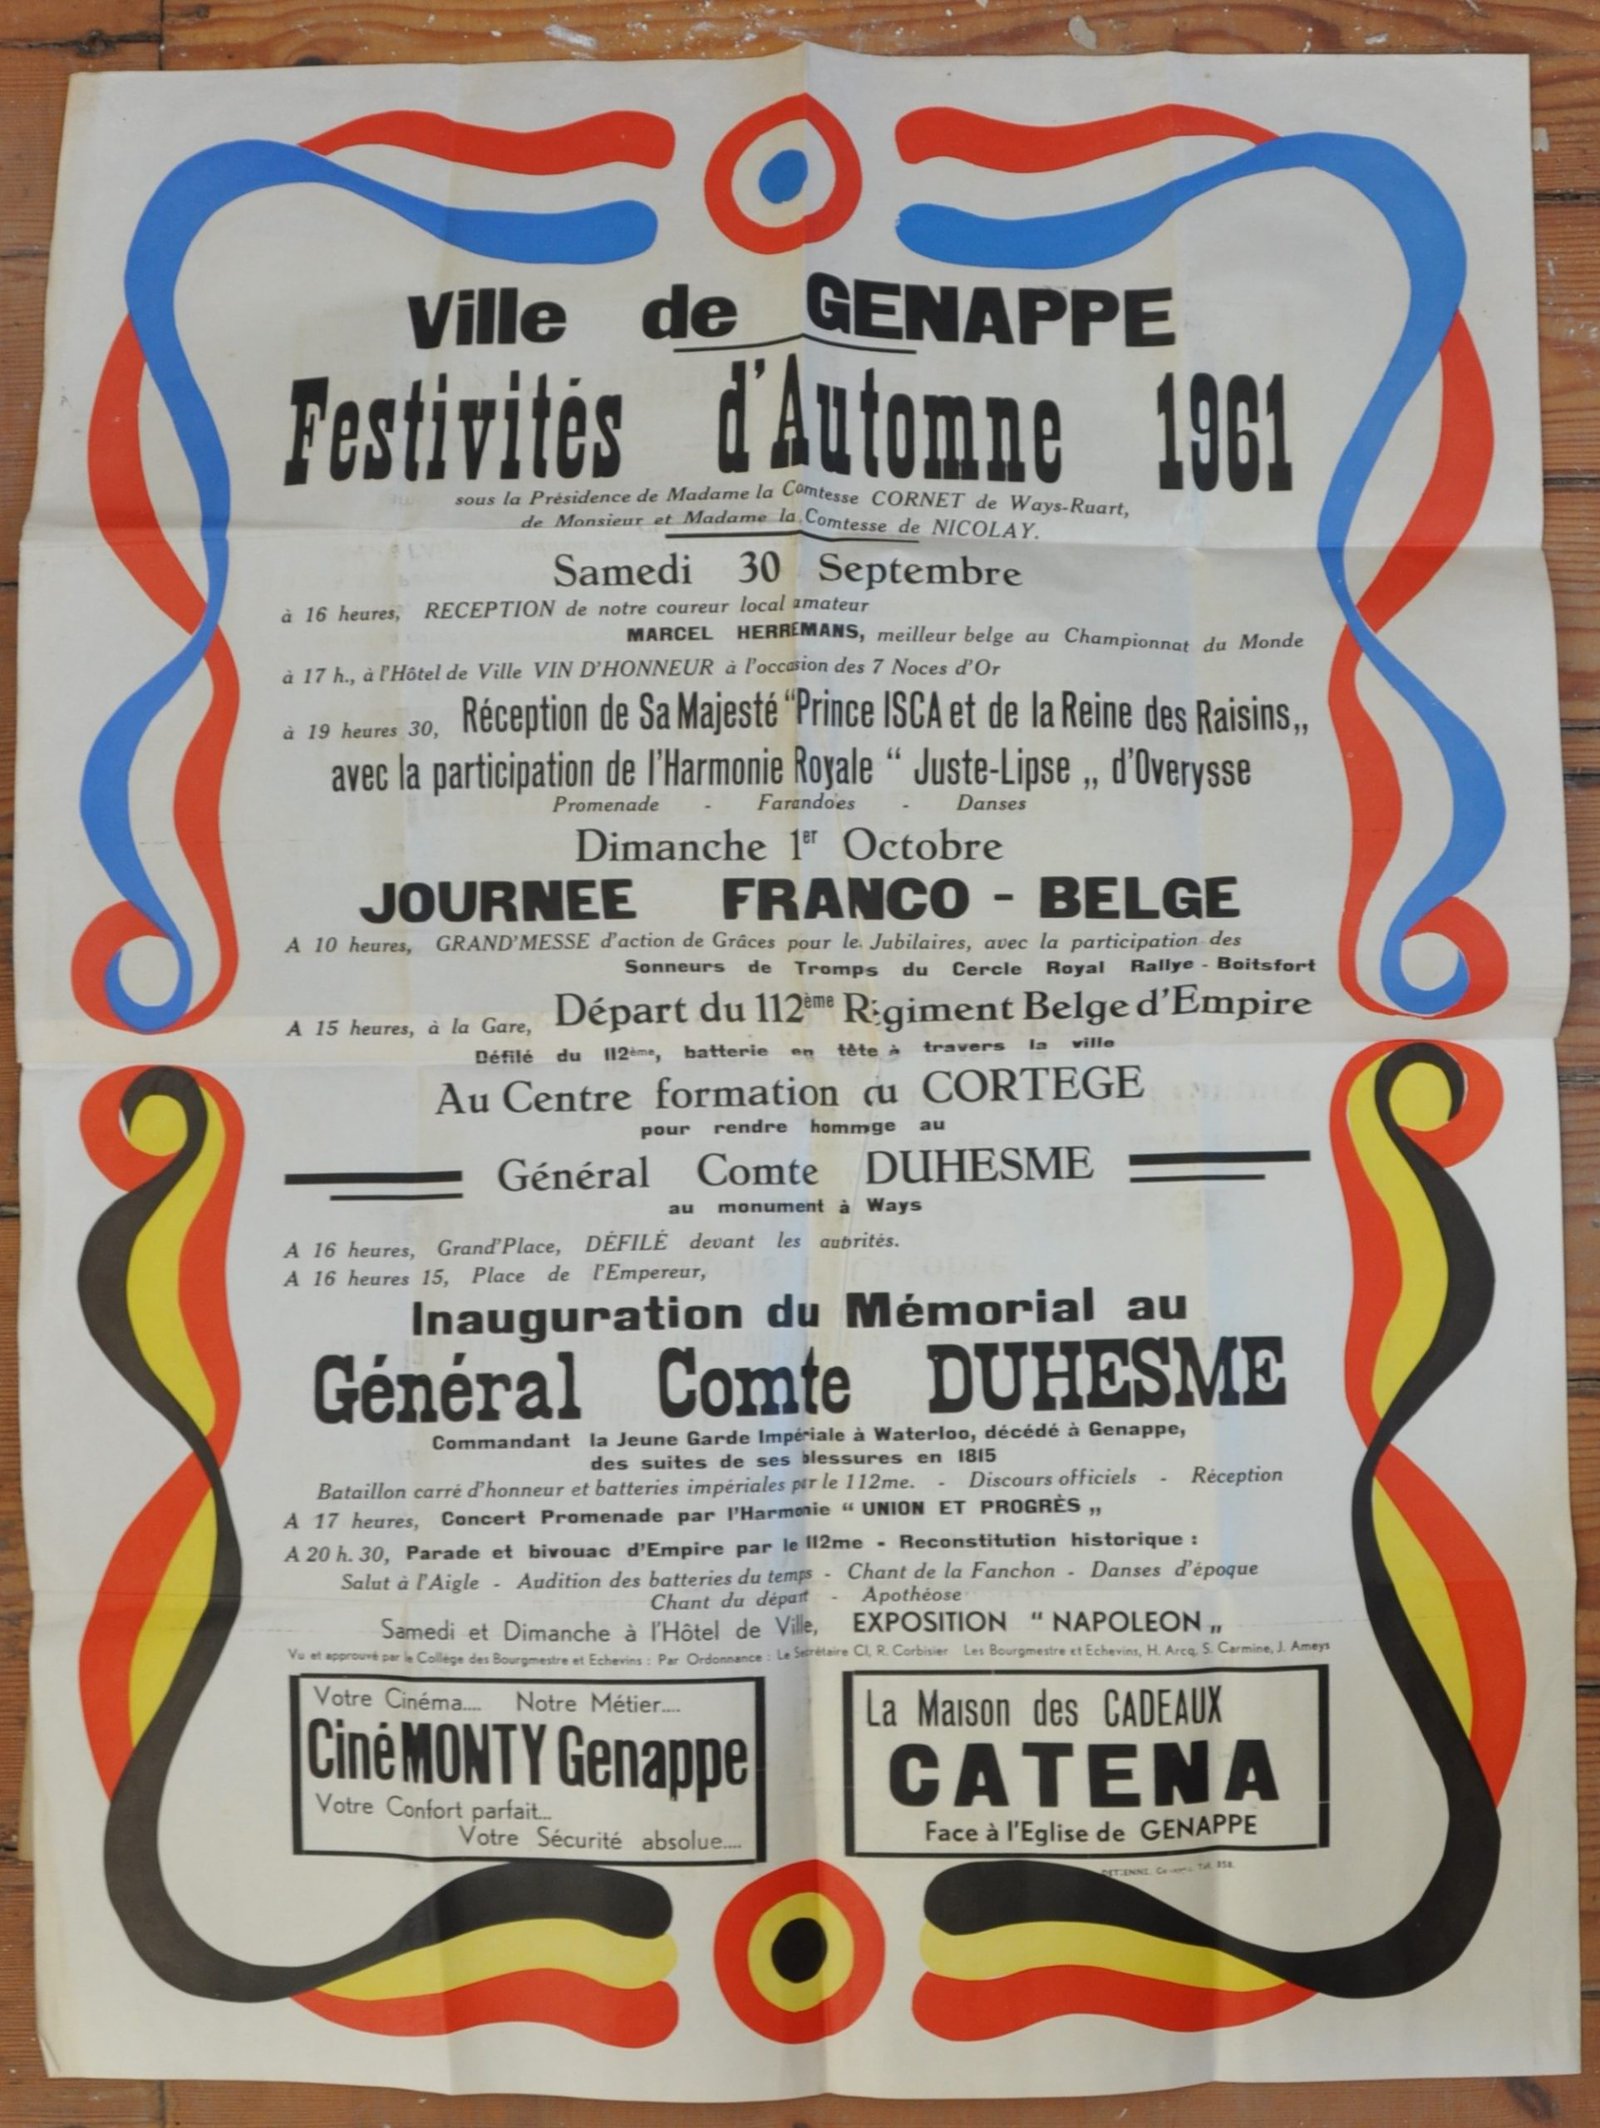 Ville de GENAPPE
Festivités d'Automne 1961
sous la Présidence de Madame la Comtesse CORNET de Ways-Ruart,
de Monsieur et Madame la Comtesse de NICOLAY.
Samedi 30 Septembre
à 16 heures, RECEPTION de notre coureur local amateur
MARCEL HERREMANS, meilleur belge au Championnat du Monde
à 17 h., à l'Hôtel de Ville VIN D'HONNEUR à l'occasion des 7 Noces d'Or
à 19 heures 30, Réception de Sa Majesté "Prince ISCA et de la Reine des Raisins„
avec la participation de l'Harmonie Royale “ Juste-Lipse „ d'Overysse
Promenade - Farandoes - Danses
Dimanche 1er Octobre
JOURNEE FRANCO - BELGE
A 10 heures, GRAND'MESSE d'action de Grâces pour le. Jubilaires, avec la participation des
Sonneurs de Tromps du Cercle Royal Rallye - Boitsfort
A 15 heures, à la Gare, Départ du 112ème Régiment Belge d'Empire
Défilé du 112ème, batterie en tête à travers la ville
Au Centre formation du CORTEGE
pour rendre hommge au
Général Comte DUHESME
au monument à Ways
A 16 heures, Grand'Place, DÉFILÉ devant les autorités.
A 16 heures 15, Place de l'Empereur,
Inauguration du Mémorial au
Général Comte DUHESME
Commandant la Jeune Garde Impériale à Waterloo, décédé à Genappe,
des suites de ses blessures en 1815
Bataillon carré d'honneur et batteries impériales par le 112me. - Discours officiels - Réception
A 17 heures, Concert Promenade par l'Harmonie “ UNION ET PROGRÈS „
A 20 h. 30, Parade et bivouac d'Empire par le 112me - Reconstitution historique :
Salut à l'Aigle - Audition des batteries du temps - Chant de la Fanchon - Danses d'époque
Chant du départ - Apothéose
Samedi et Dimanche à l'Hôtel de Ville, EXPOSITION “ NAPOLEON „
Vu et approuvé par le Collège des Bourgmestre et Echevins : Par Ordonnance : Le Secrétaire CI, R. Corbisier Les Bourgmestre et Echevins, H. Arcq, S. Carmine, J. Ameys
Votre Cinéma.... Notre Métier....
Ciné MONTY Genappe
Votre Confort parfait...
Votre Sécurité absolue....
La Maison des CADEAUX
CATENA
Face à l'Eglise de GENAPPE
Tél. 858.